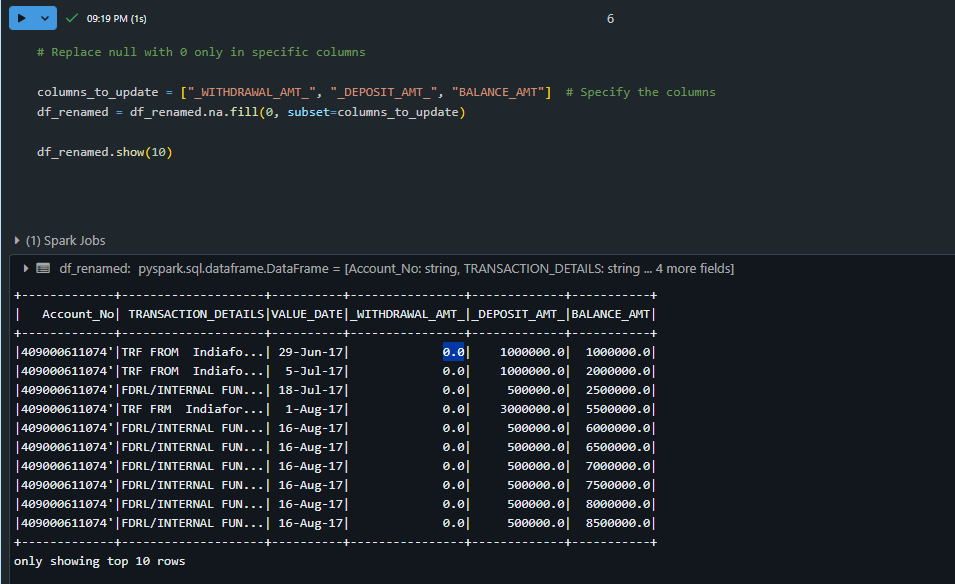 09:19 PM (1s)
6
# Replace null with 0 only in specific columns
columns_to_update = ["_WITHDRAWAL_AMT_", "_DEPOSIT_AMT_", "BALANCE_AMT"]  # Specify the columns
df_renamed = df_renamed.na.fill(0, subset=columns_to_update)
df_renamed.show(10)
(1) Spark Jobs
df_renamed: pyspark.sql.dataframe.DataFrame = [Account_No: string, TRANSACTION_DETAILS: string ... 4 more fields]
+-------------+--------------------+----------+----------------+-------------+-----------+
|   Account_No| TRANSACTION_DETAILS|VALUE_DATE|_WITHDRAWAL_AMT_|_DEPOSIT_AMT_|BALANCE_AMT|
+-------------+--------------------+----------+----------------+-------------+-----------+
|409000611074'|TRF FROM  Indiafo...| 29-Jun-17|             0.0|    1000000.0|  1000000.0|
|409000611074'|TRF FROM  Indiafo...|  5-Jul-17|             0.0|    1000000.0|  2000000.0|
|409000611074'|FDRL/INTERNAL FUN...| 18-Jul-17|             0.0|     500000.0|  2500000.0|
|409000611074'|TRF FRM  Indiafor...|  1-Aug-17|             0.0|    3000000.0|  5500000.0|
|409000611074'|FDRL/INTERNAL FUN...| 16-Aug-17|             0.0|     500000.0|  6000000.0|
|409000611074'|FDRL/INTERNAL FUN...| 16-Aug-17|             0.0|     500000.0|  6500000.0|
|409000611074'|FDRL/INTERNAL FUN...| 16-Aug-17|             0.0|     500000.0|  7000000.0|
|409000611074'|FDRL/INTERNAL FUN...| 16-Aug-17|             0.0|     500000.0|  7500000.0|
|409000611074'|FDRL/INTERNAL FUN...| 16-Aug-17|             0.0|     500000.0|  8000000.0|
|409000611074'|FDRL/INTERNAL FUN...| 16-Aug-17|             0.0|     500000.0|  8500000.0|
+-------------+--------------------+----------+----------------+-------------+-----------+
only showing top 10 rows